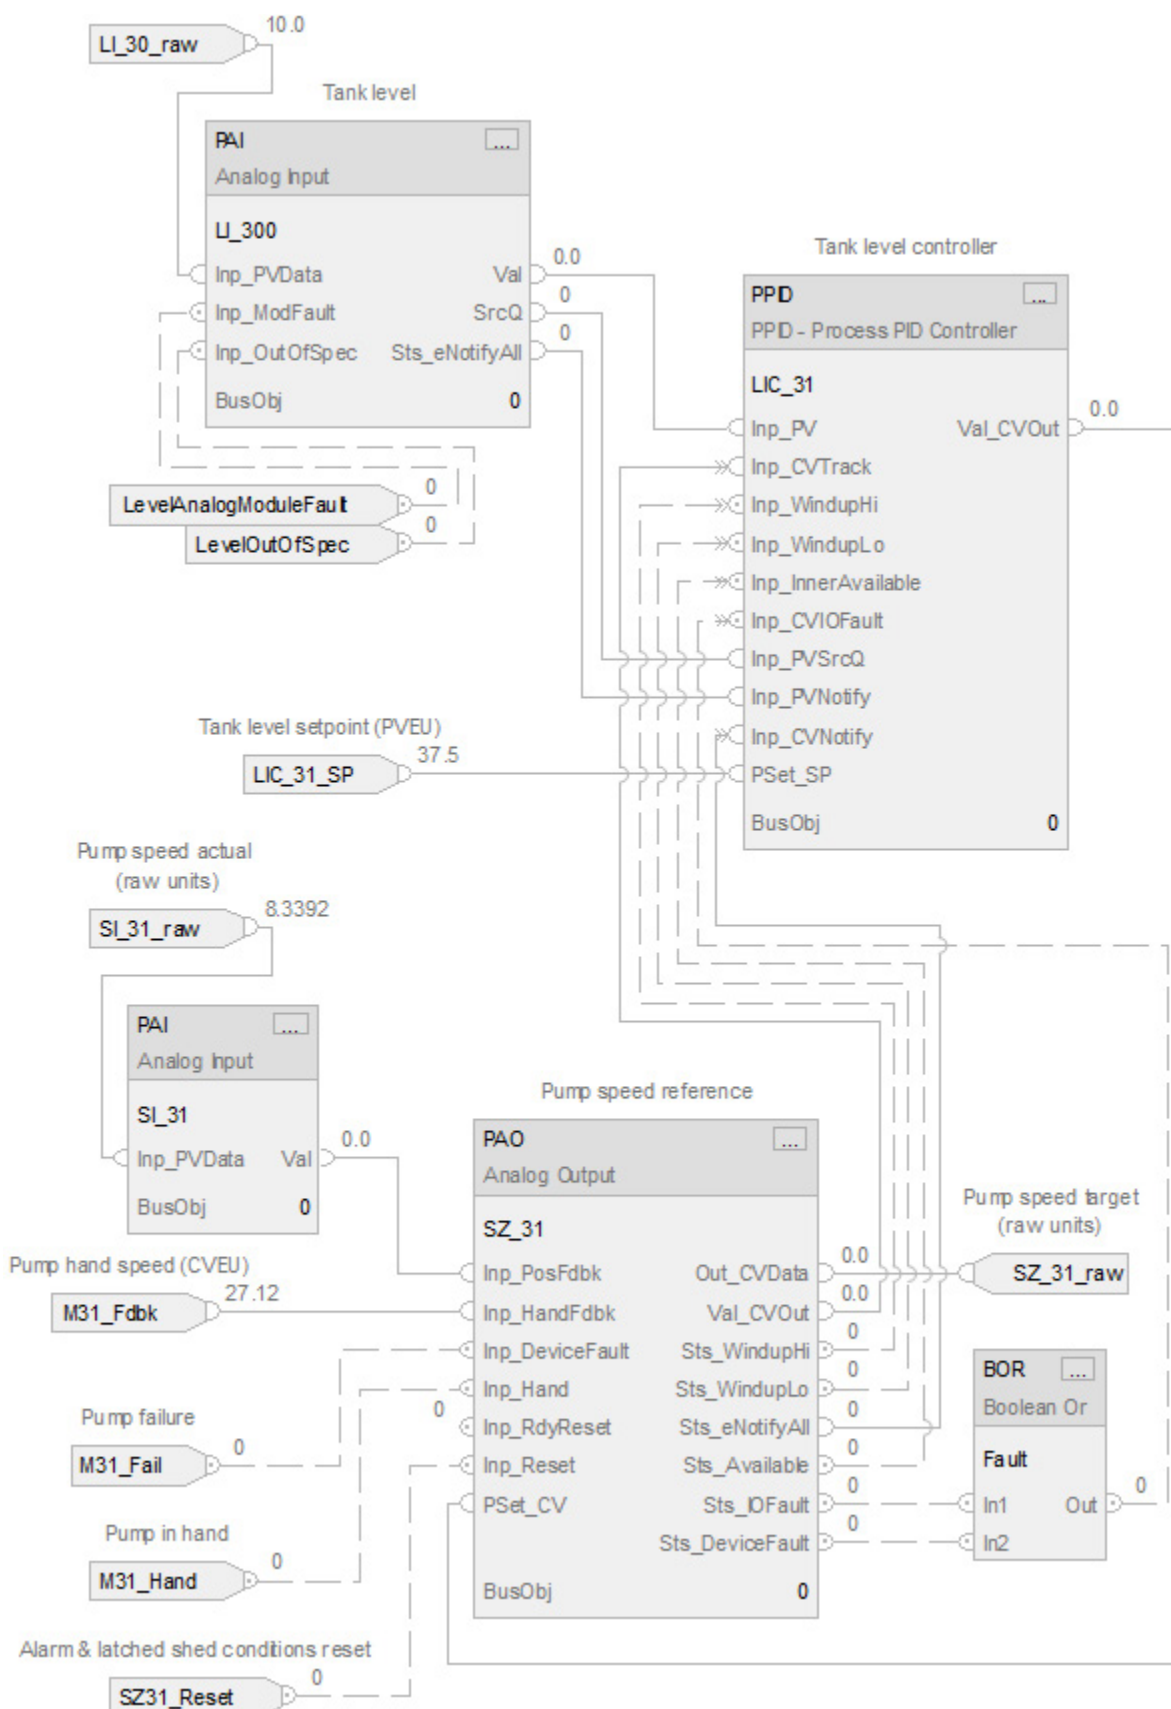 10.0
LI_30_raw
Tank level
PAI
...
Analog Input
LI_300
Inp_PVData
Val
0.0
Inp_ModFault
SrcQ
0
Inp_OutOfSpec
Sts_eNotifyAll
0
BusObj
0
LevelAnalogModuleFault
0
LevelOutOfSpec
0
Tank level controller
PPID
...
PPID - Process PID Controller
LIC_31
Inp_PV
Val_CVOut
0.0
Inp_CVTrack
Inp_WindupHi
Inp_WindupLo
Inp_InnerAvailable
Inp_CVIOFault
Inp_PVSrcQ
Inp_PVNotify
Inp_CVNotify
PSet_SP
BusObj
0
Tank level setpoint (PVEU)
LIC_31_SP
37.5
Pump speed actual
(raw units)
SI_31_raw
8.3392
PAI
...
Analog Input
SI_31
Inp_PVData
Val
0.0
BusObj
0
Pump hand speed (CVEU)
M31_Fdbk
27.12
Pump failure
M31_Fail
0
Pump in hand
M31_Hand
0
Alarm & latched shed conditions reset
SZ31_Reset
0
Pump speed reference
PAO
...
Analog Output
SZ_31
Inp_PosFdbk
Out_CVData
0.0
Inp_HandFdbk
Val_CVOut
0.0
Inp_DeviceFault
Sts_WindupHi
0
Inp_Hand
Sts_WindupLo
0
0
Inp_RdyReset
Sts_eNotifyAll
0
Inp_Reset
Sts_Available
0
PSet_CV
Sts_IOFault
0
Sts_DeviceFault
0
BusObj
0
Pump speed target
(raw units)
SZ_31_raw
BOR
...
Boolean Or
Fault
In1
Out
0
In2